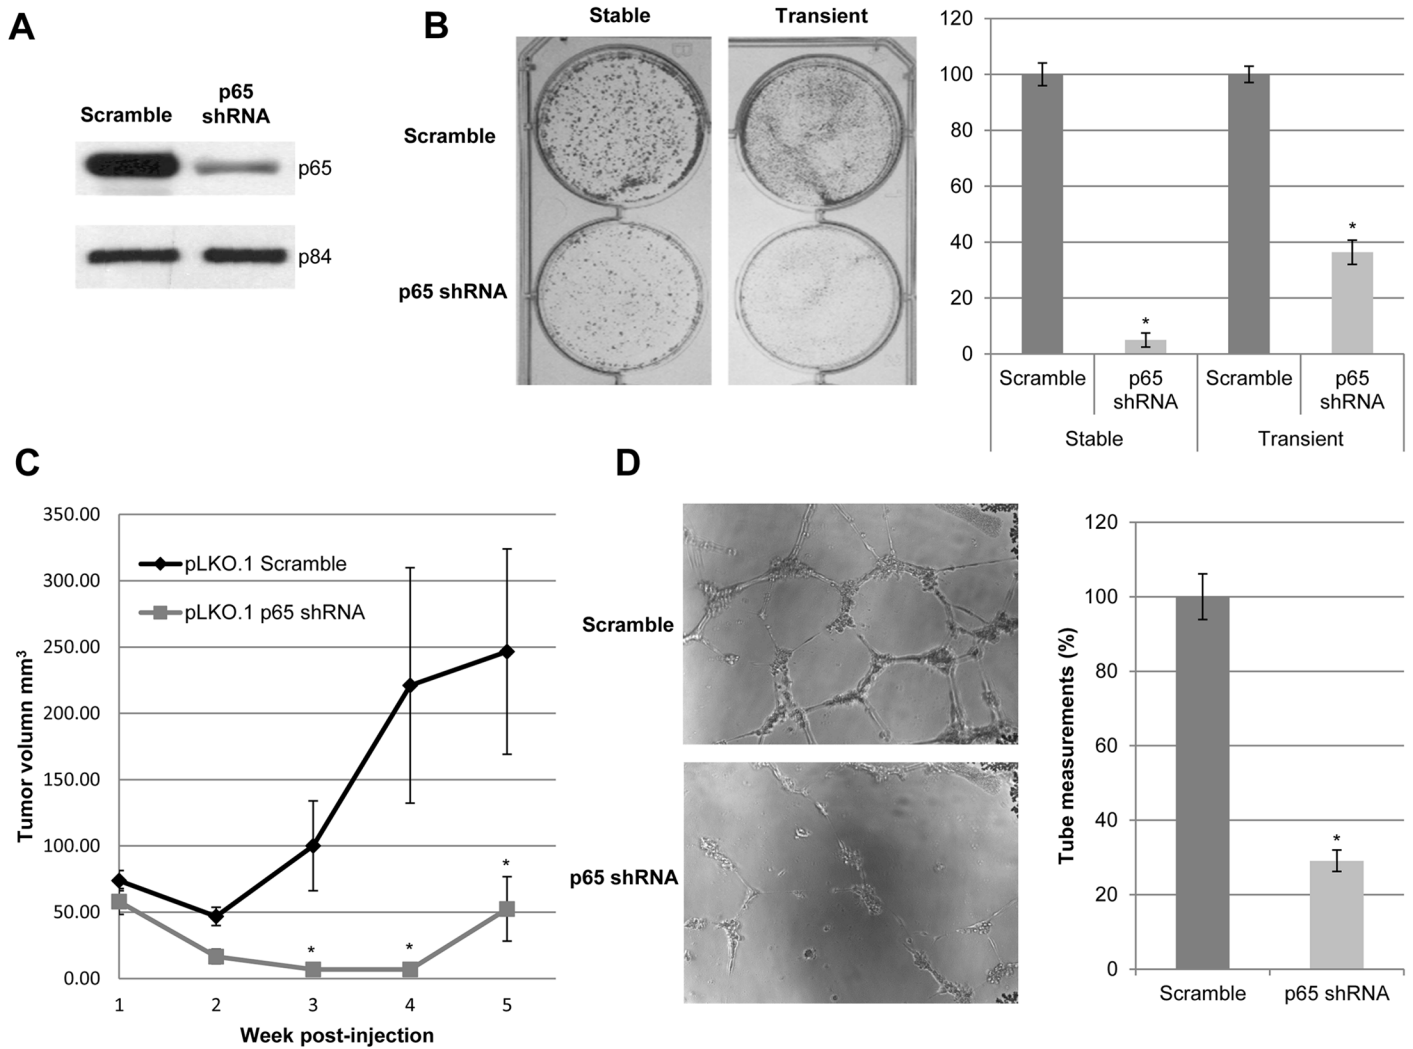 A
Scramble
p65
shRNA
p65
p84
B
Stable
Transient
Scramble
p65 shRNA
120
100
80
60
40
20
0
*
*
Scramble
p65
shRNA
Scramble
p65
shRNA
Stable
Transient
C
350.00
300.00
250.00
200.00
150.00
100.00
50.00
0.00
Tumor volumn mm³
pLKO.1 Scramble
pLKO.1 p65 shRNA
*
*
*
1 2 3 4 5
Week post-injection
D
Scramble
p65 shRNA
120
100
80
60
40
20
0
Tube measurements (%)
*
Scramble
p65 shRNA